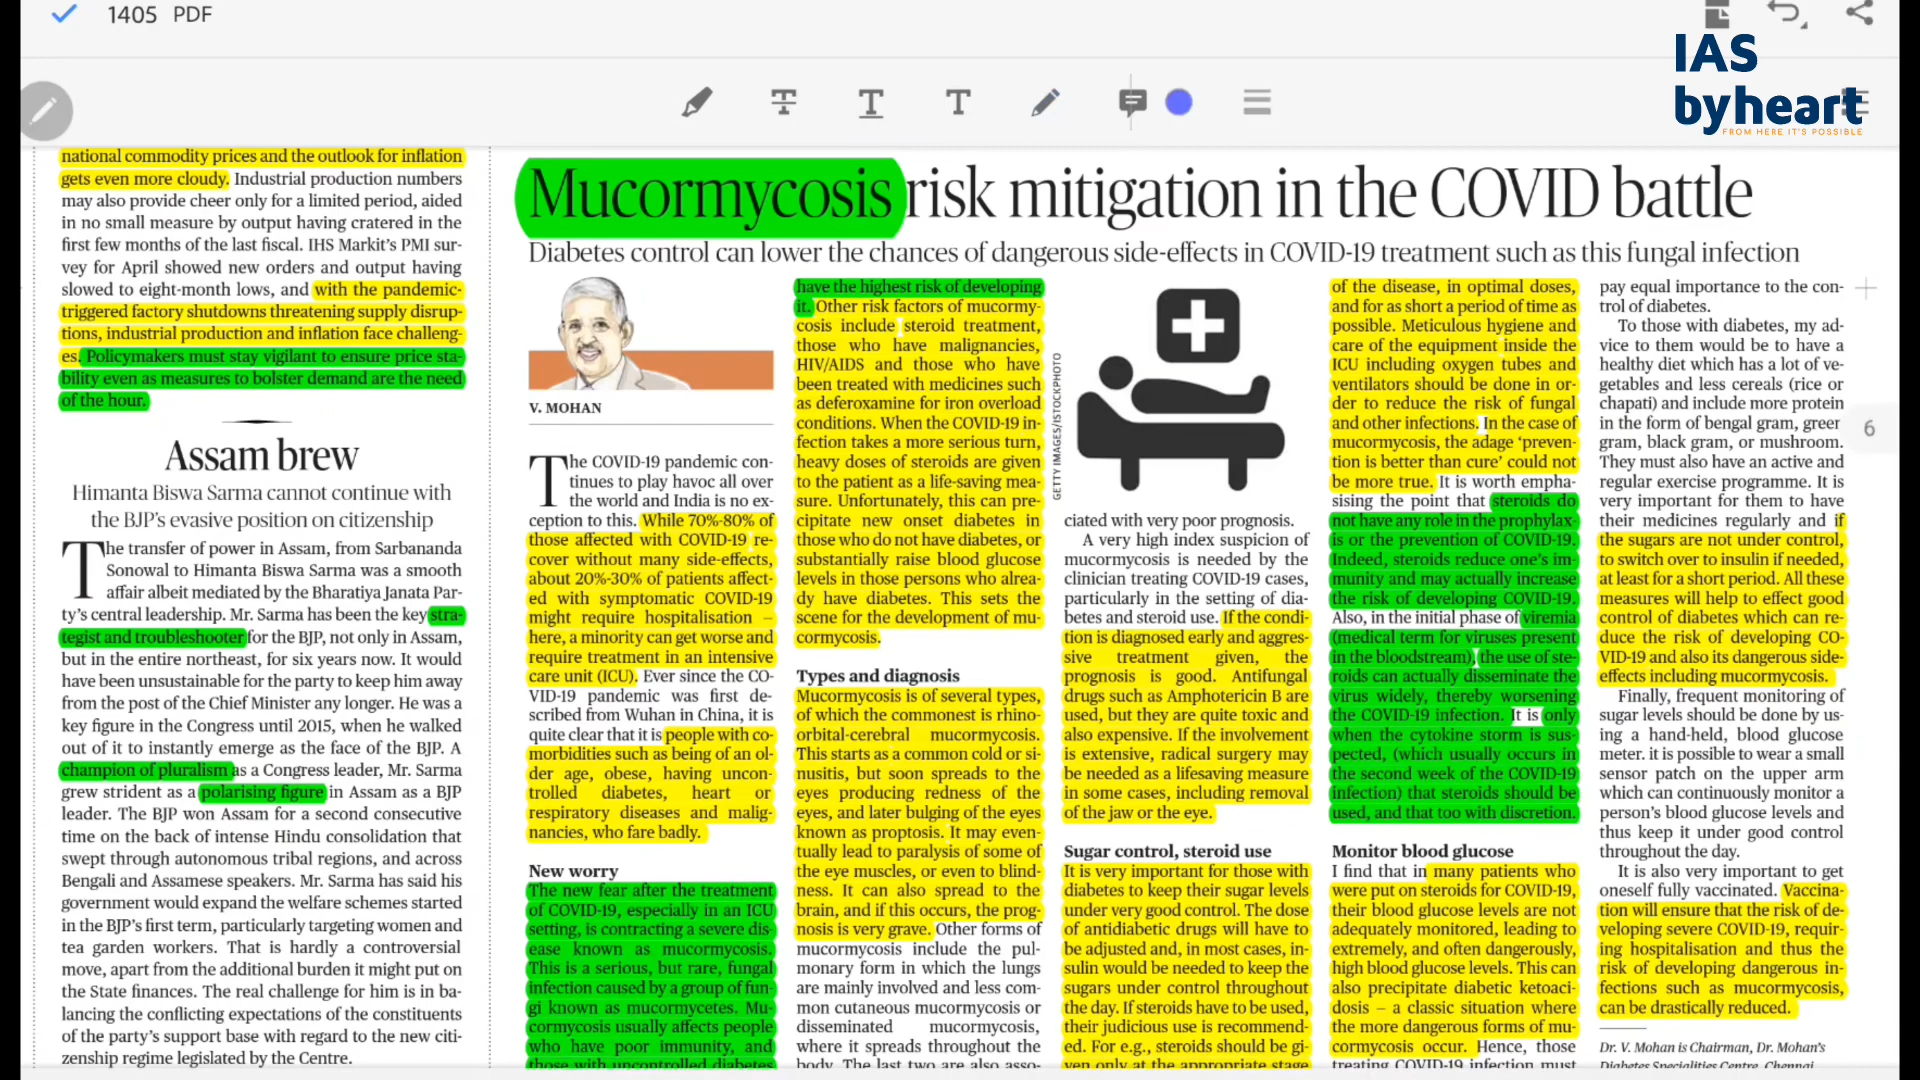 1405 PDF
IAS
byheart
FROM HERE IT'S POSSIBLE
national commodity prices and the outlook for inflation
gets even more cloudy. Industrial production numbers
may also provide cheer only for a limited period, aided
in no small measure by output having cratered in the
first few months of the last fiscal. IHS Markit's PMI sur-
vey for April showed new orders and output having
slowed to eight-month lows, and with the pandemic-
triggered factory shutdowns threatening supply disrup-
tions, industrial production and inflation face challeng-
es. Policymakers must stay vigilant to ensure price sta-
bility even as measures to bolster demand are the need
of the hour.
Assam brew
Himanta Biswa Sarma cannot continue with
the BJP's evasive position on citizenship
The transfer of power in Assam, from Sarbananda
Sonowal to Himanta Biswa Sarma was a smooth
affair albeit mediated by the Bharatiya Janata Par-
ty's central leadership. Mr. Sarma has been the key stra-
tegist and troubleshooter for the BJP, not only in Assam,
but in the entire northeast, for six years now. It would
have been unsustainable for the party to keep him away
from the post of the Chief Minister any longer. He was a
key figure in the Congress until 2015, when he walked
out of it to instantly emerge as the face of the BJP. A
champion of pluralism as a Congress leader, Mr. Sarma
grew strident as a polarising figure in Assam as a BJP
leader. The BJP won Assam for a second consecutive
time on the back of intense Hindu consolidation that
swept through autonomous tribal regions, and across
Bengali and Assamese speakers. Mr. Sarma has said his
government would expand the welfare schemes started
in the BJP's first term, particularly targeting women and
tea garden workers. That is hardly a controversial
move, apart from the additional burden it might put on
the State finances. The real challenge for him is in ba-
lancing the conflicting expectations of the constituents
of the party's support base with regard to the new citi-
zenship regime legislated by the Centre.
Mucormycosis risk mitigation in the COVID battle
Diabetes control can lower the chances of dangerous side-effects in COVID-19 treatment such as this fungal infection
V. MOHAN
The COVID-19 pandemic con-
tinues to play havoc all over
the world and India is no ex-
ception to this. While 70%-80% of
those affected with COVID-19 re-
cover without many side-effects,
about 20%-30% of patients affect-
ed with symptomatic COVID-19
might require hospitalisation –
here, a minority can get worse and
require treatment in an intensive
care unit (ICU). Ever since the CO-
VID-19 pandemic was first de-
scribed from Wuhan in China, it is
quite clear that it is people with co-
morbidities such as being of an ol-
der age, obese, having uncon-
trolled diabetes, heart or
respiratory diseases and malig-
nancies, who fare badly.
New worry
The new fear after the treatment
of COVID-19, especially in an ICU
setting, is contracting a severe dis-
ease known as mucormycosis.
This is a serious, but rare, fungal
infection caused by a group of fun-
gi known as mucormycetes. Mu-
cormycosis usually affects people
who have poor immunity, and
those with uncontrolled diabetes
have the highest risk of developing
it. Other risk factors of mucormy-
cosis include steroid treatment,
those who have malignancies,
HIV/AIDS and those who have
been treated with medicines such
as deferoxamine for iron overload
conditions. When the COVID-19 in-
fection takes a more serious turn,
heavy doses of steroids are given
to the patient as a life-saving mea-
sure. Unfortunately, this can pre-
cipitate new onset diabetes in
those who do not have diabetes, or
substantially raise blood glucose
levels in those persons who alrea-
dy have diabetes. This sets the
scene for the development of mu-
cormycosis.
Types and diagnosis
Mucormycosis is of several types,
of which the commonest is rhino-
orbital-cerebral mucormycosis.
This starts as a common cold or si-
nusitis, but soon spreads to the
eyes producing redness of the
eyes, and later bulging of the eyes
known as proptosis. It may even-
tually lead to paralysis of some of
the eye muscles, or even to blind-
ness. It can also spread to the
brain, and if this occurs, the prog-
nosis is very grave. Other forms of
mucormycosis include the pul-
monary form in which the lungs
are mainly involved and less com-
mon cutaneous mucormycosis or
disseminated mucormycosis,
where it spreads throughout the
body. The last two are also asso-
GETTY IMAGES/ISTOCKPHOTO
ciated with very poor prognosis.
A very high index suspicion of
mucormycosis is needed by the
clinician treating COVID-19 cases,
particularly in the setting of dia-
betes and steroid use. If the condi-
tion is diagnosed early and aggres-
sive treatment given, the
prognosis is good. Antifungal
drugs such as Amphotericin B are
used, but they are quite toxic and
also expensive. If the involvement
is extensive, radical surgery may
be needed as a lifesaving measure
in some cases, including removal
of the jaw or the eye.
Sugar control, steroid use
It is very important for those with
diabetes to keep their sugar levels
under very good control. The dose
of antidiabetic drugs will have to
be adjusted and, in most cases, in-
sulin would be needed to keep the
sugars under control throughout
the day. If steroids have to be used,
their judicious use is recommend-
ed. For e.g., steroids should be gi-
ven only at the appropriate stage
of the disease, in optimal doses,
and for as short a period of time as
possible. Meticulous hygiene and
care of the equipment inside the
ICU including oxygen tubes and
ventilators should be done in or-
der to reduce the risk of fungal
and other infections. In the case of
mucormycosis, the adage ‘preven-
tion is better than cure’ could not
be more true. It is worth empha-
sising the point that steroids do
not have any role in the prophylax-
is or the prevention of COVID-19.
Indeed, steroids reduce one's im-
munity and may actually increase
the risk of developing COVID-19.
Also, in the initial phase of viremia
(medical term for viruses present
in the bloodstream), the use of ste-
roids can actually disseminate the
virus widely, thereby worsening
the COVID-19 infection. It is only
when the cytokine storm is sus-
pected, (which usually occurs in
the second week of the COVID-19
infection) that steroids should be
used, and that too with discretion.
Monitor blood glucose
I find that in many patients who
were put on steroids for COVID-19,
their blood glucose levels are not
adequately monitored, leading to
extremely, and often dangerously,
high blood glucose levels. This can
also precipitate diabetic ketoaci-
dosis – a classic situation where
the more dangerous forms of mu-
cormycosis occur. Hence, those
treating COVID-19 infection must
pay equal importance to the con-
trol of diabetes.
To those with diabetes, my ad-
vice to them would be to have a
healthy diet which has a lot of ve-
getables and less cereals (rice or
chapati) and include more protein
in the form of bengal gram, green
gram, black gram, or mushroom.
They must also have an active and
regular exercise programme. It is
very important for them to have
their medicines regularly and if
the sugars are not under control,
to switch over to insulin if needed,
at least for a short period. All these
measures will help to effect good
control of diabetes which can re-
duce the risk of developing CO-
VID-19 and also its dangerous side-
effects including mucormycosis.
Finally, frequent monitoring of
sugar levels should be done by us-
ing a hand-held, blood glucose
meter. it is possible to wear a small
sensor patch on the upper arm
which can continuously monitor a
person's blood glucose levels and
thus keep it under good control
throughout the day.
It is also very important to get
oneself fully vaccinated. Vaccina-
tion will ensure that the risk of de-
veloping severe COVID-19, requir-
ing hospitalisation and thus the
risk of developing dangerous in-
fections such as mucormycosis,
can be drastically reduced.
Dr. V. Mohan is Chairman, Dr. Mohan's
Diabetes Specialities Centre, Chennai
6